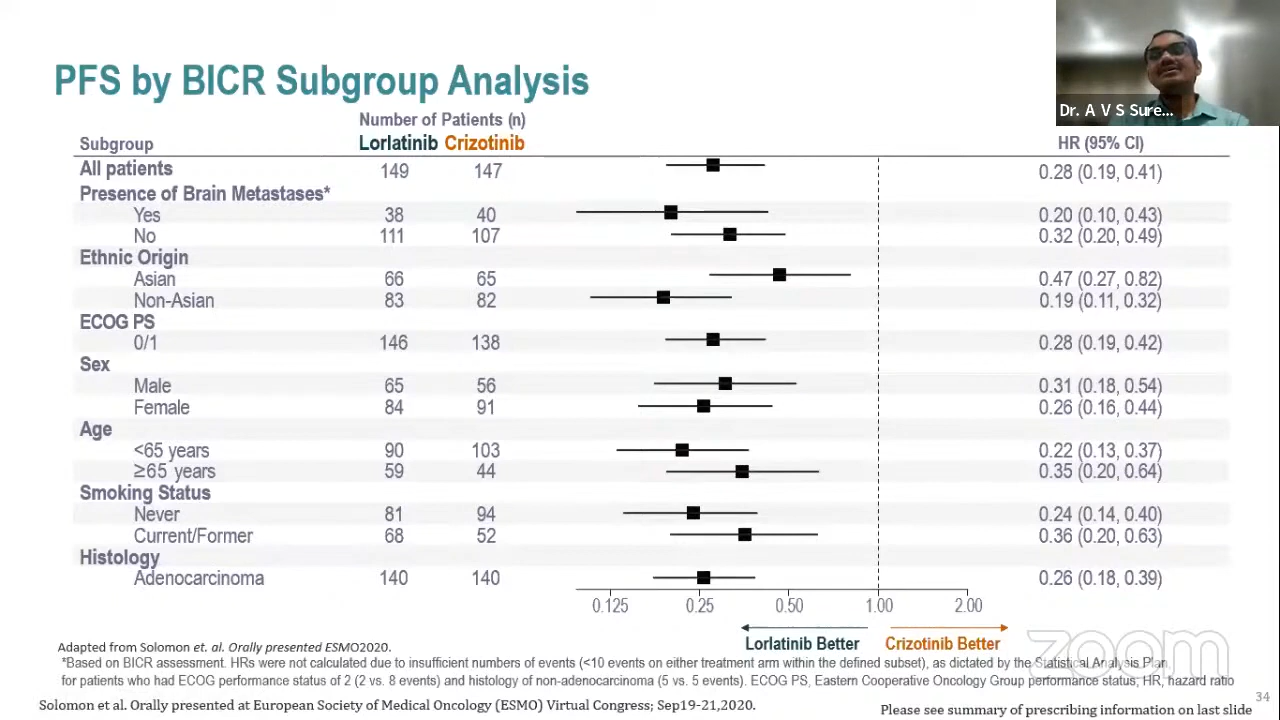 Dr. A V S Sure...
PFS by BICR Subgroup Analysis
Number of Patients (n)
Subgroup Lorlatinib Crizotinib HR (95% CI)
All patients 149 147 0.28 (0.19, 0.41)
Presence of Brain Metastases*
Yes 38 40 0.20 (0.10, 0.43)
No 111 107 0.32 (0.20, 0.49)
Ethnic Origin
Asian 66 65 0.47 (0.27, 0.82)
Non-Asian 83 82 0.19 (0.11, 0.32)
ECOG PS
0/1 146 138 0.28 (0.19, 0.42)
Sex
Male 65 56 0.31 (0.18, 0.54)
Female 84 91 0.26 (0.16, 0.44)
Age
<65 years 90 103 0.22 (0.13, 0.37)
≥65 years 59 44 0.35 (0.20, 0.64)
Smoking Status
Never 81 94 0.24 (0.14, 0.40)
Current/Former 68 52 0.36 (0.20, 0.63)
Histology
Adenocarcinoma 140 140 0.26 (0.18, 0.39)
0.125 0.25 0.50 1.00 2.00
Lorlatinib Better Crizotinib Better
zoom
Adapted from Solomon et. al. Orally presented ESMO2020.
*Based on BICR assessment. HRs were not calculated due to insufficient numbers of events (<10 events on either treatment arm within the defined subset), as dictated by the Statistical Analysis Plan,
for patients who had ECOG performance status of 2 (2 vs. 8 events) and histology of non-adenocarcinoma (5 vs. 5 events). ECOG PS, Eastern Cooperative Oncology Group performance status; HR, hazard ratio
Solomon et al. Orally presented at European Society of Medical Oncology (ESMO) Virtual Congress; Sep19-21,2020.
Please see summary of prescribing information on last slide
34